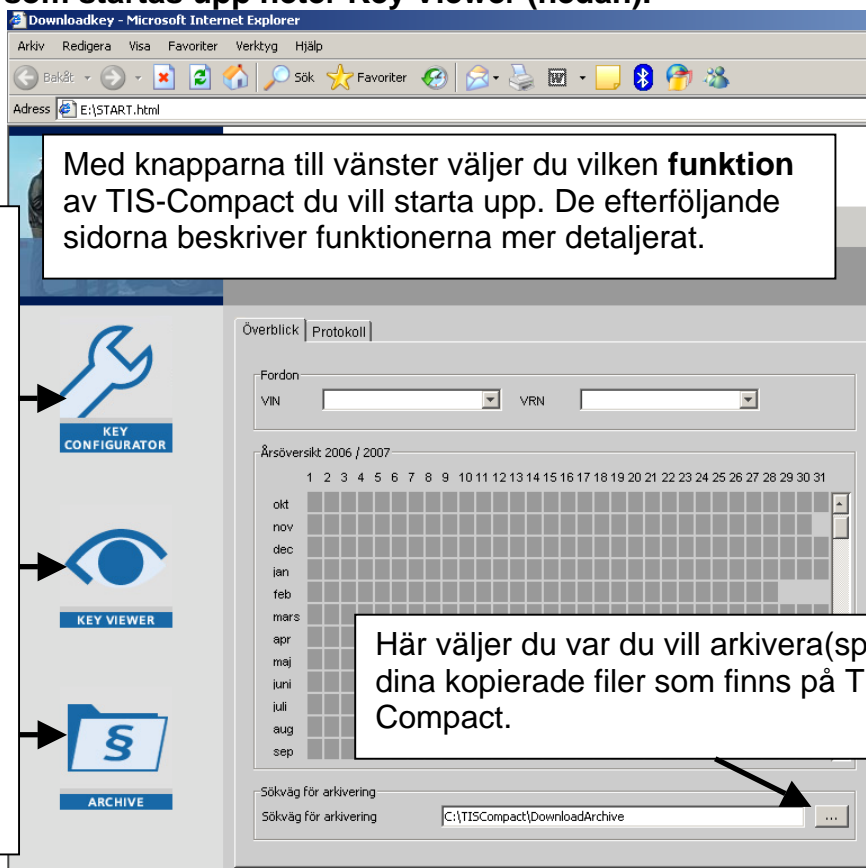 som startas upp heter Key Viewer (nedan).
Downloadkey - Microsoft Internet Explorer
Arkiv Redigera Visa Favoriter Verktyg Hjälp
Bakåt Sök Favoriter
Adress E:\START.html
Med knapparna till vänster väljer du vilken funktion
av TIS-Compact du vill starta upp. De efterföljande
sidorna beskriver funktionerna mer detaljerat.
KEY
CONFIGURATOR
KEY VIEWER
§
ARCHIVE
Överblick Protokoll
Fordon
VIN VRN
Årsöversikt 2006 / 2007
1 2 3 4 5 6 7 8 9 10 11 12 13 14 15 16 17 18 19 20 21 22 23 24 25 26 27 28 29 30 31
okt
nov
dec
jan
feb
mars
apr
maj
juni
juli
aug
sep
Här väljer du var du vill arkivera(sp
dina kopierade filer som finns på T
Compact.
Sökväg för arkivering
Sökväg för arkivering C:\TISCompact\DownloadArchive ...